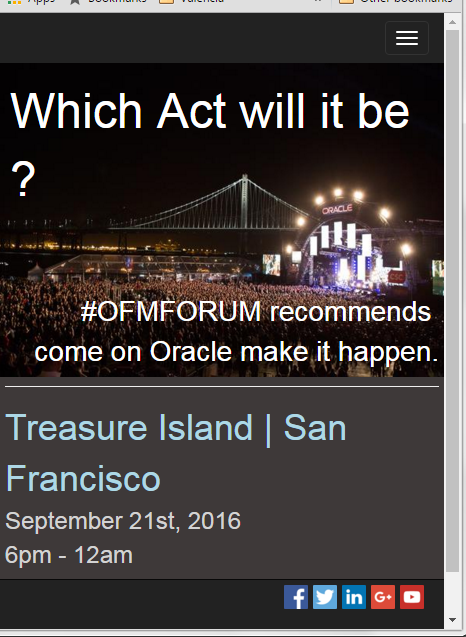 Apps Bookmarks Valencia » Other bookmarks
Which Act will it be
?
ORACLE
#OFMFORUM recommends
come on Oracle make it happen.
Treasure Island | San
Francisco
September 21st, 2016
6pm - 12am
f in G+